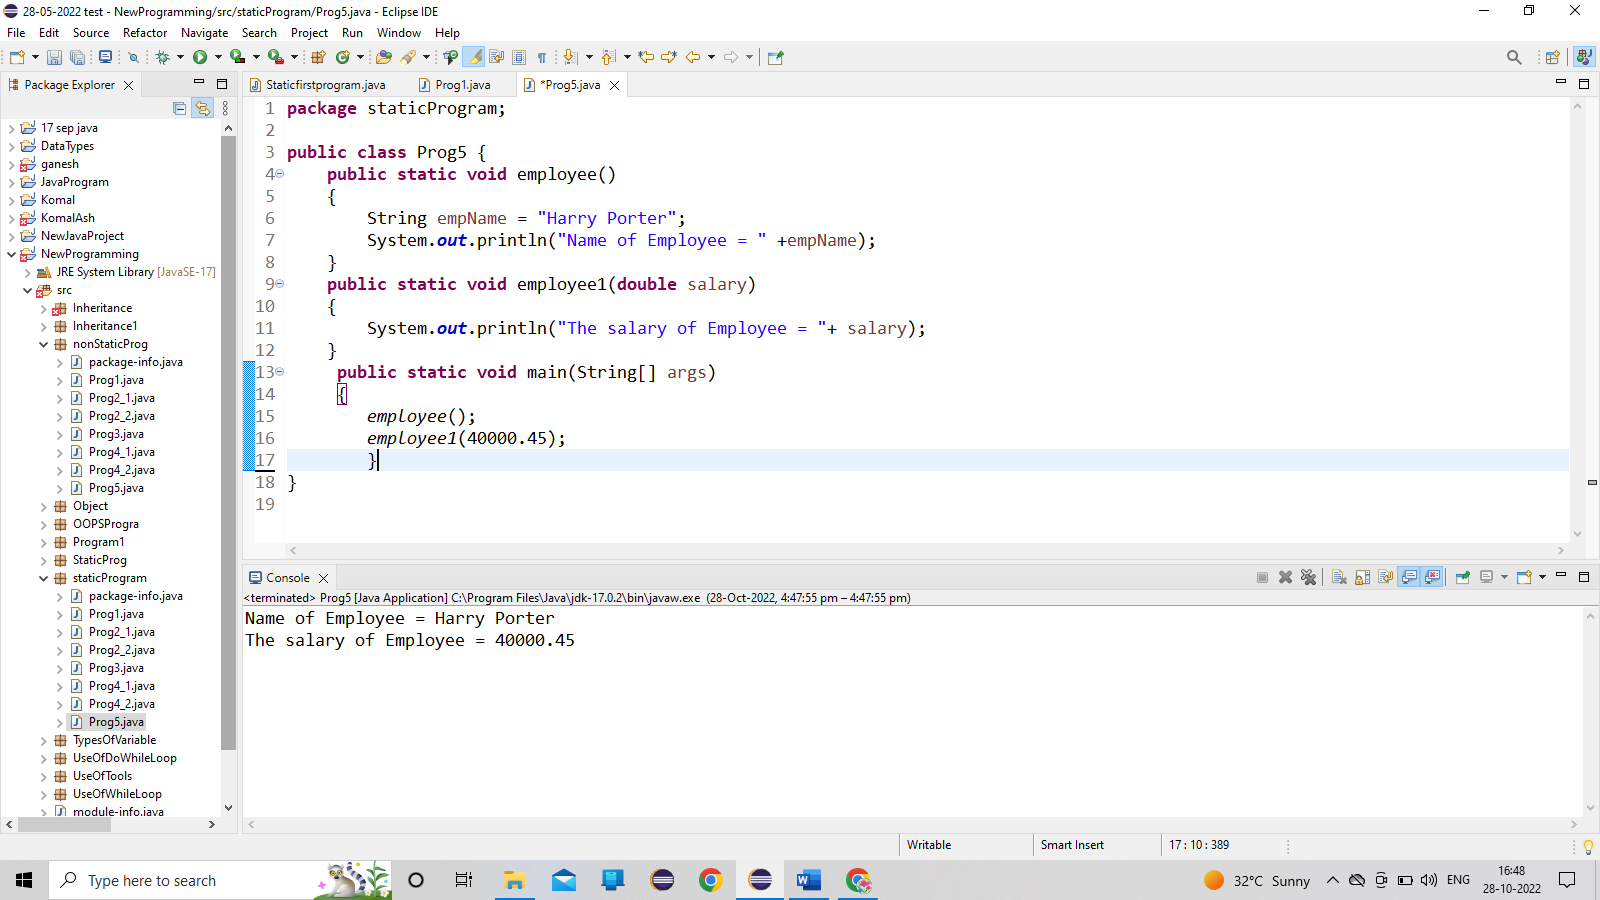 28-05-2022 test - NewProgramming/src/staticProgram/Prog5.java - Eclipse IDE
File Edit Source Refactor Navigate Search Project Run Window Help
Package Explorer
17 sep java
DataTypes
ganesh
JavaProgram
Komal
KomalAsh
NewJavaProject
NewProgramming
JRE System Library [JavaSE-17]
src
Inheritance
Inheritance1
nonStaticProg
package-info.java
Prog1.java
Prog2_1.java
Prog2_2.java
Prog3.java
Prog4_1.java
Prog4_2.java
Prog5.java
Object
OOPSProgra
Program1
StaticProg
staticProgram
package-info.java
Prog1.java
Prog2_1.java
Prog2_2.java
Prog3.java
Prog4_1.java
Prog4_2.java
Prog5.java
TypesOfVariable
UseOfDoWhileLoop
UseOfTools
UseOfWhileLoop
module-info.java
Staticfirstprogram.java Prog1.java *Prog5.java
1 package staticProgram;
2
3 public class Prog5 {
4 public static void employee()
5 {
6 String empName = "Harry Porter";
7 System.out.println("Name of Employee = " +empName);
8 }
9 public static void employee1(double salary)
10 {
11 System.out.println("The salary of Employee = "+ salary);
12 }
13 public static void main(String[] args)
14 {
15 employee();
16 employee1(40000.45);
17 }
18 }
19
Console
<terminated> Prog5 [Java Application] C:\Program Files\Java\jdk-17.0.2\bin\javaw.exe (28-Oct-2022, 4:47:55 pm – 4:47:55 pm)
Name of Employee = Harry Porter
The salary of Employee = 40000.45
Writable Smart Insert 17 : 10 : 389
Type here to search
32°C Sunny ENG
16:48
28-10-2022